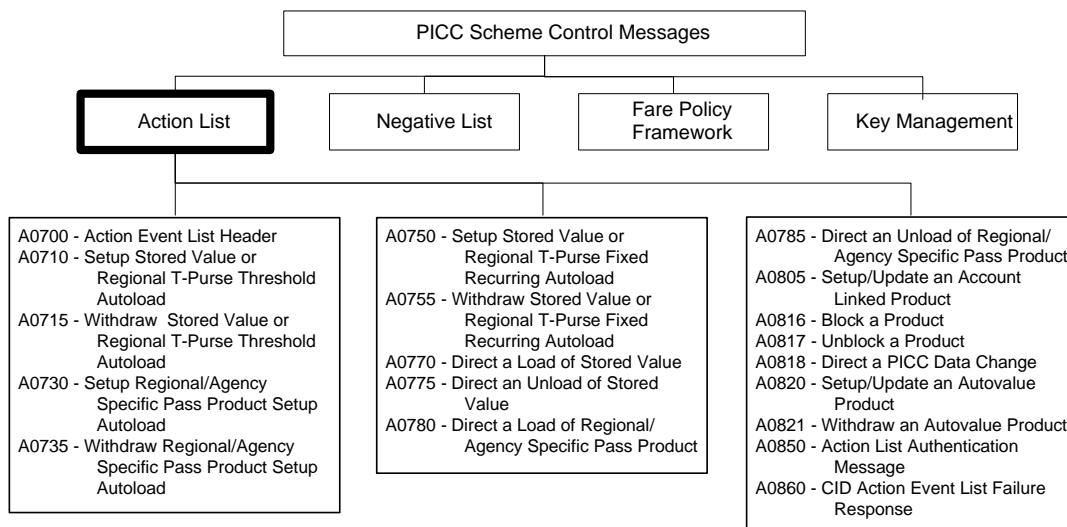 PICC Scheme Control Messages
Action List
Negative List
Fare Policy
Framework
Key Management
A0700 - Action Event List Header
A0710 - Setup Stored Value or
Regional T-Purse Threshold
Autoload
A0715 - Withdraw Stored Value or
Regional T-Purse Threshold
Autoload
A0730 - Setup Regional/Agency
Specific Pass Product Setup
Autoload
A0735 - Withdraw Regional/Agency
Specific Pass Product Setup
Autoload
A0750 - Setup Stored Value or
Regional T-Purse Fixed
Recurring Autoload
A0755 - Withdraw Stored Value or
Regional T-Purse Fixed
Recurring Autoload
A0770 - Direct a Load of Stored Value
A0775 - Direct an Unload of Stored
Value
A0780 - Direct a Load of Regional/
Agency Specific Pass Product
A0785 - Direct an Unload of Regional/
Agency Specific Pass Product
A0805 - Setup/Update an Account
Linked Product
A0816 - Block a Product
A0817 - Unblock a Product
A0818 - Direct a PICC Data Change
A0820 - Setup/Update an Autovalue
Product
A0821 - Withdraw an Autovalue Product
A0850 - Action List Authentication
Message
A0860 - CID Action Event List Failure
Response